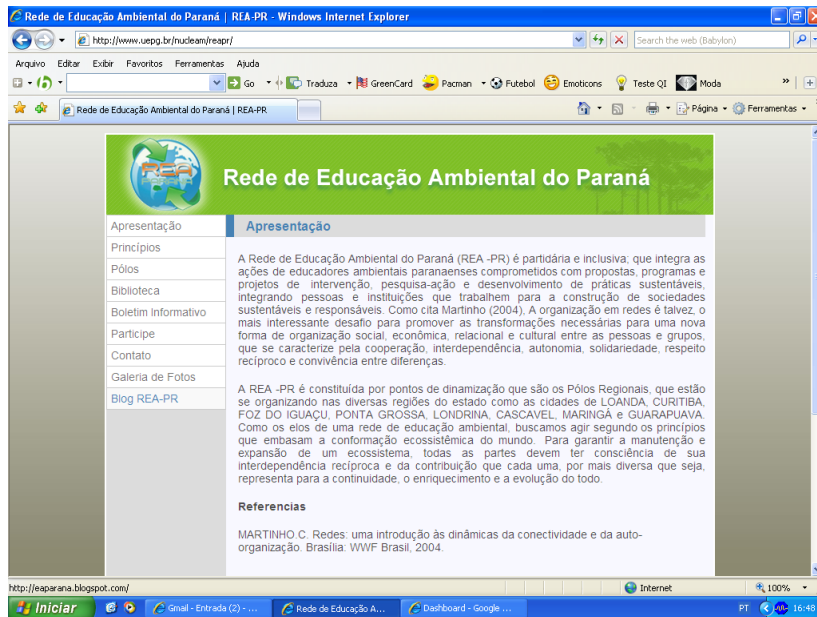 Rede de Educação Ambiental do Paraná | REA-PR - Windows Internet Explorer
http://www.uepg.br/nucleam/reapr/
Search the web (Babylon)
Arquivo Editar Exibir Favoritos Ferramentas Ajuda
Go Traduza GreenCard Pacman Futebol Emoticons Teste QI Moda »
Rede de Educação Ambiental do Paraná | REA-PR
Página Ferramentas
REA
PARANÁ
Rede de Educação Ambiental do Paraná
Apresentação
Princípios
Pólos
Biblioteca
Boletim Informativo
Participe
Contato
Galeria de Fotos
Blog REA-PR
Apresentação
A Rede de Educação Ambiental do Paraná (REA -PR) é partidária e inclusiva; que integra as
ações de educadores ambientais paranaenses comprometidos com propostas, programas e
projetos de intervenção, pesquisa-ação e desenvolvimento de práticas sustentáveis,
integrando pessoas e instituições que trabalhem para a construção de sociedades
sustentáveis e responsáveis. Como cita Martinho (2004), A organização em redes é talvez, o
mais interessante desafio para promover as transformações necessárias para uma nova
forma de organização social, econômica, relacional e cultural entre as pessoas e grupos,
que se caracterize pela cooperação, interdependência, autonomia, solidariedade, respeito
recíproco e convivência entre diferenças.
A REA -PR é constituída por pontos de dinamização que são os Pólos Regionais, que estão
se organizando nas diversas regiões do estado como as cidades de LOANDA, CURITIBA,
FOZ DO IGUAÇU, PONTA GROSSA, LONDRINA, CASCAVEL, MARINGÁ e GUARAPUAVA.
Como os elos de uma rede de educação ambiental, buscamos agir segundo os princípios
que embasam a conformação ecossistêmica do mundo. Para garantir a manutenção e
expansão de um ecossistema, todas as partes devem ter consciência de sua
interdependência recíproca e da contribuição que cada uma, por mais diversa que seja,
representa para a continuidade, o enriquecimento e a evolução do todo.
Referencias
MARTINHO.C. Redes: uma introdução às dinâmicas da conectividade e da auto-
organização. Brasília: WWF Brasil, 2004.
http://eaparana.blogspot.com/
Internet
100%
Iniciar
Gmail - Entrada (2) - ...
Rede de Educação A...
Dashboard - Google ...
PT
16:48